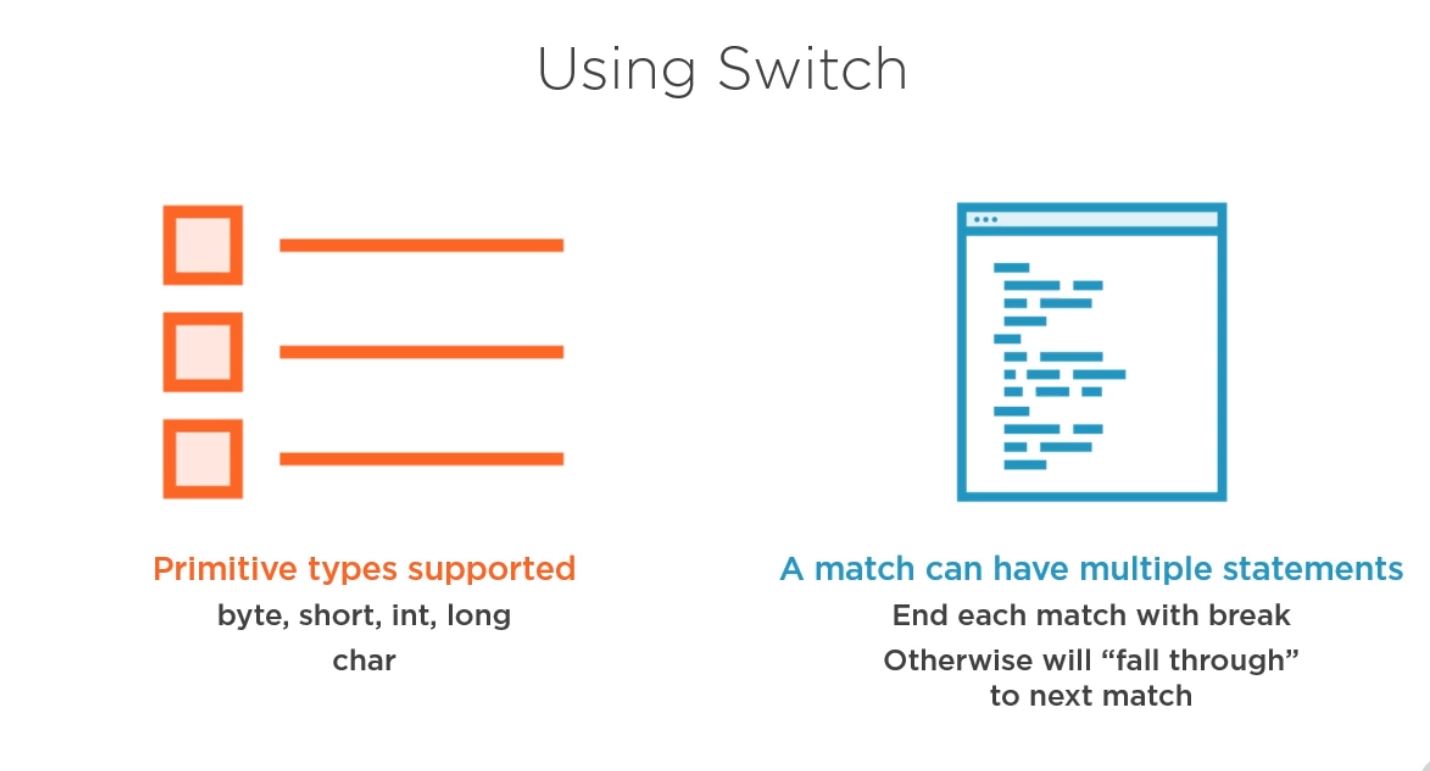 Using Switch
Primitive types supported
byte, short, int, long
char
A match can have multiple statements
End each match with break
Otherwise will “fall through”
to next match